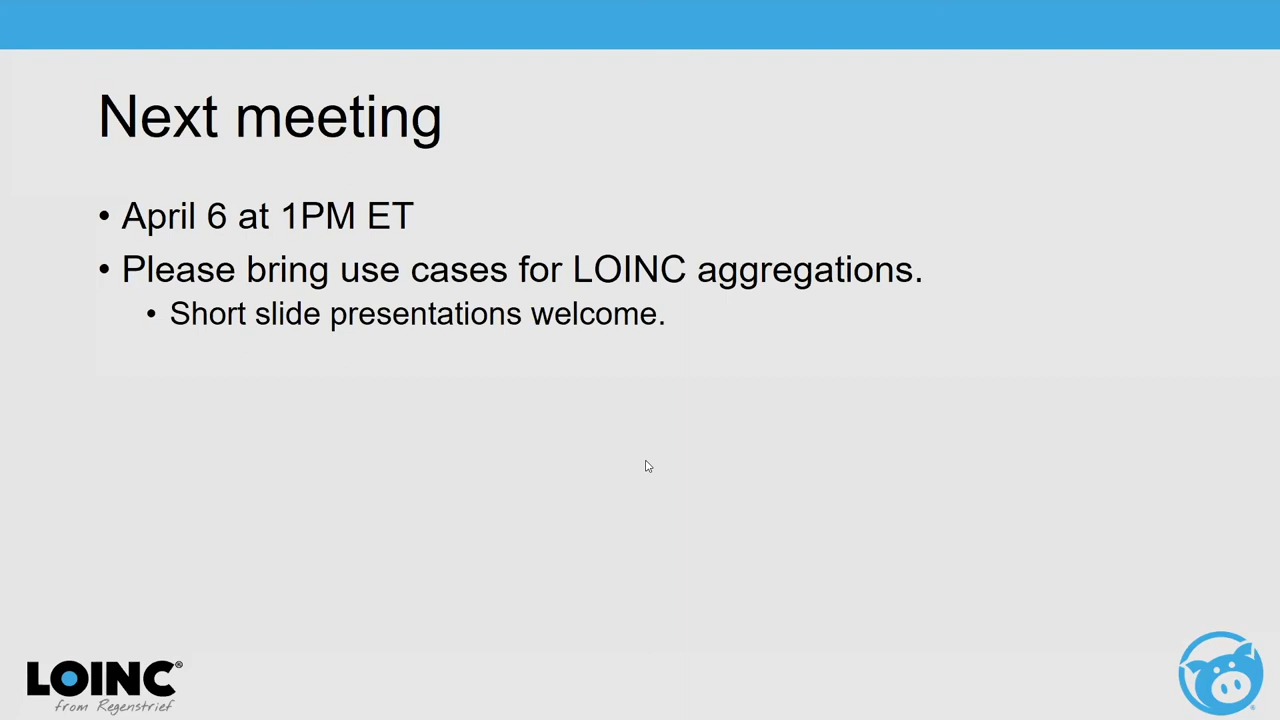 Next meeting
• April 6 at 1PM ET
• Please bring use cases for LOINC aggregations.
• Short slide presentations welcome.
LOINC®
from Regenstrief
®